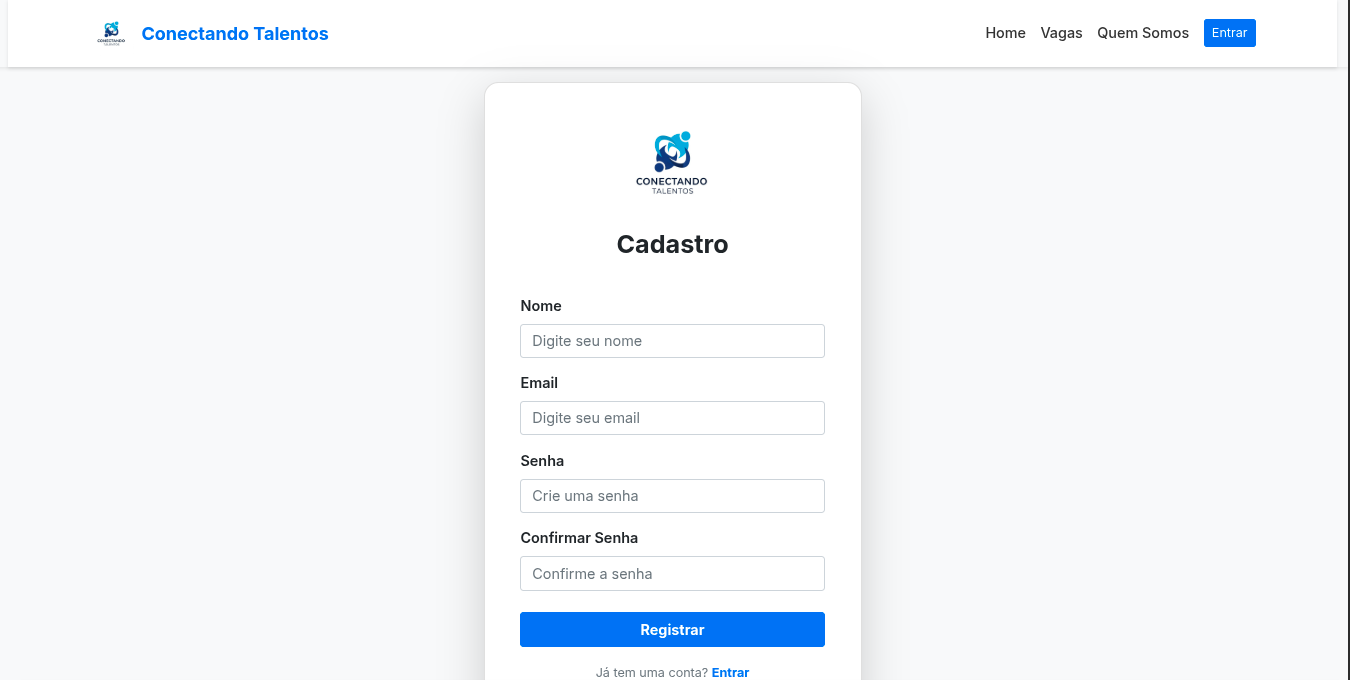 CONECTANDO
TALENTOS
Conectando Talentos
Home
Vagas
Quem Somos
Entrar
CONECTANDO
TALENTOS
Cadastro
Nome
Digite seu nome
Email
Digite seu email
Senha
Crie uma senha
Confirmar Senha
Confirme a senha
Registrar
Já tem uma conta? Entrar